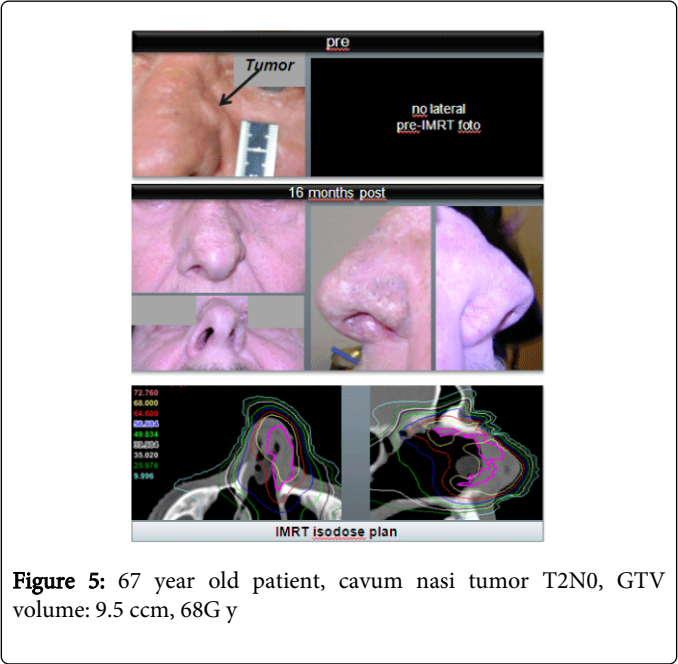 pre
Tumor
no lateral
pre-IMRT foto
16 months post
72.760
68.000
64.600
49.834
35.020
25.976
9.996
IMRT isodose plan
Figure 5: 67 year old patient, cavum nasi tumor T2N0, GTV
volume: 9.5 ccm, 68G y